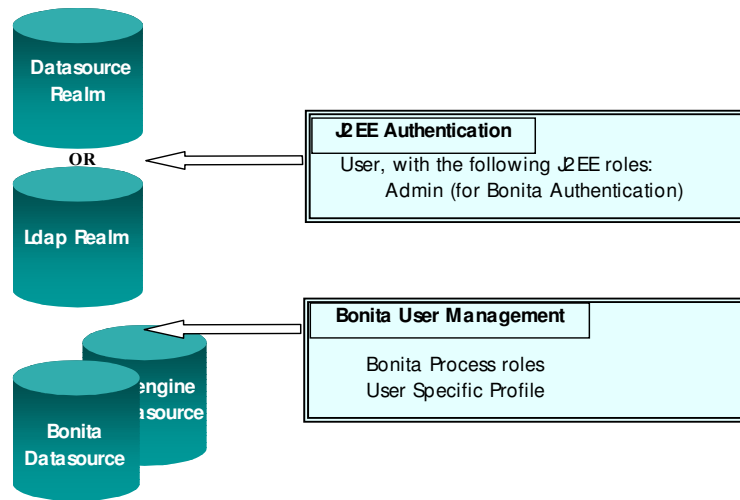 Datasource
Realm
OR
Ldap Realm
J2EE Authentication
User, with the following J2EE roles:
Admin (for Bonita Authentication)
Bonita User Management
Bonita Process roles
User Specific Profile
engine
Bonita
Datasource